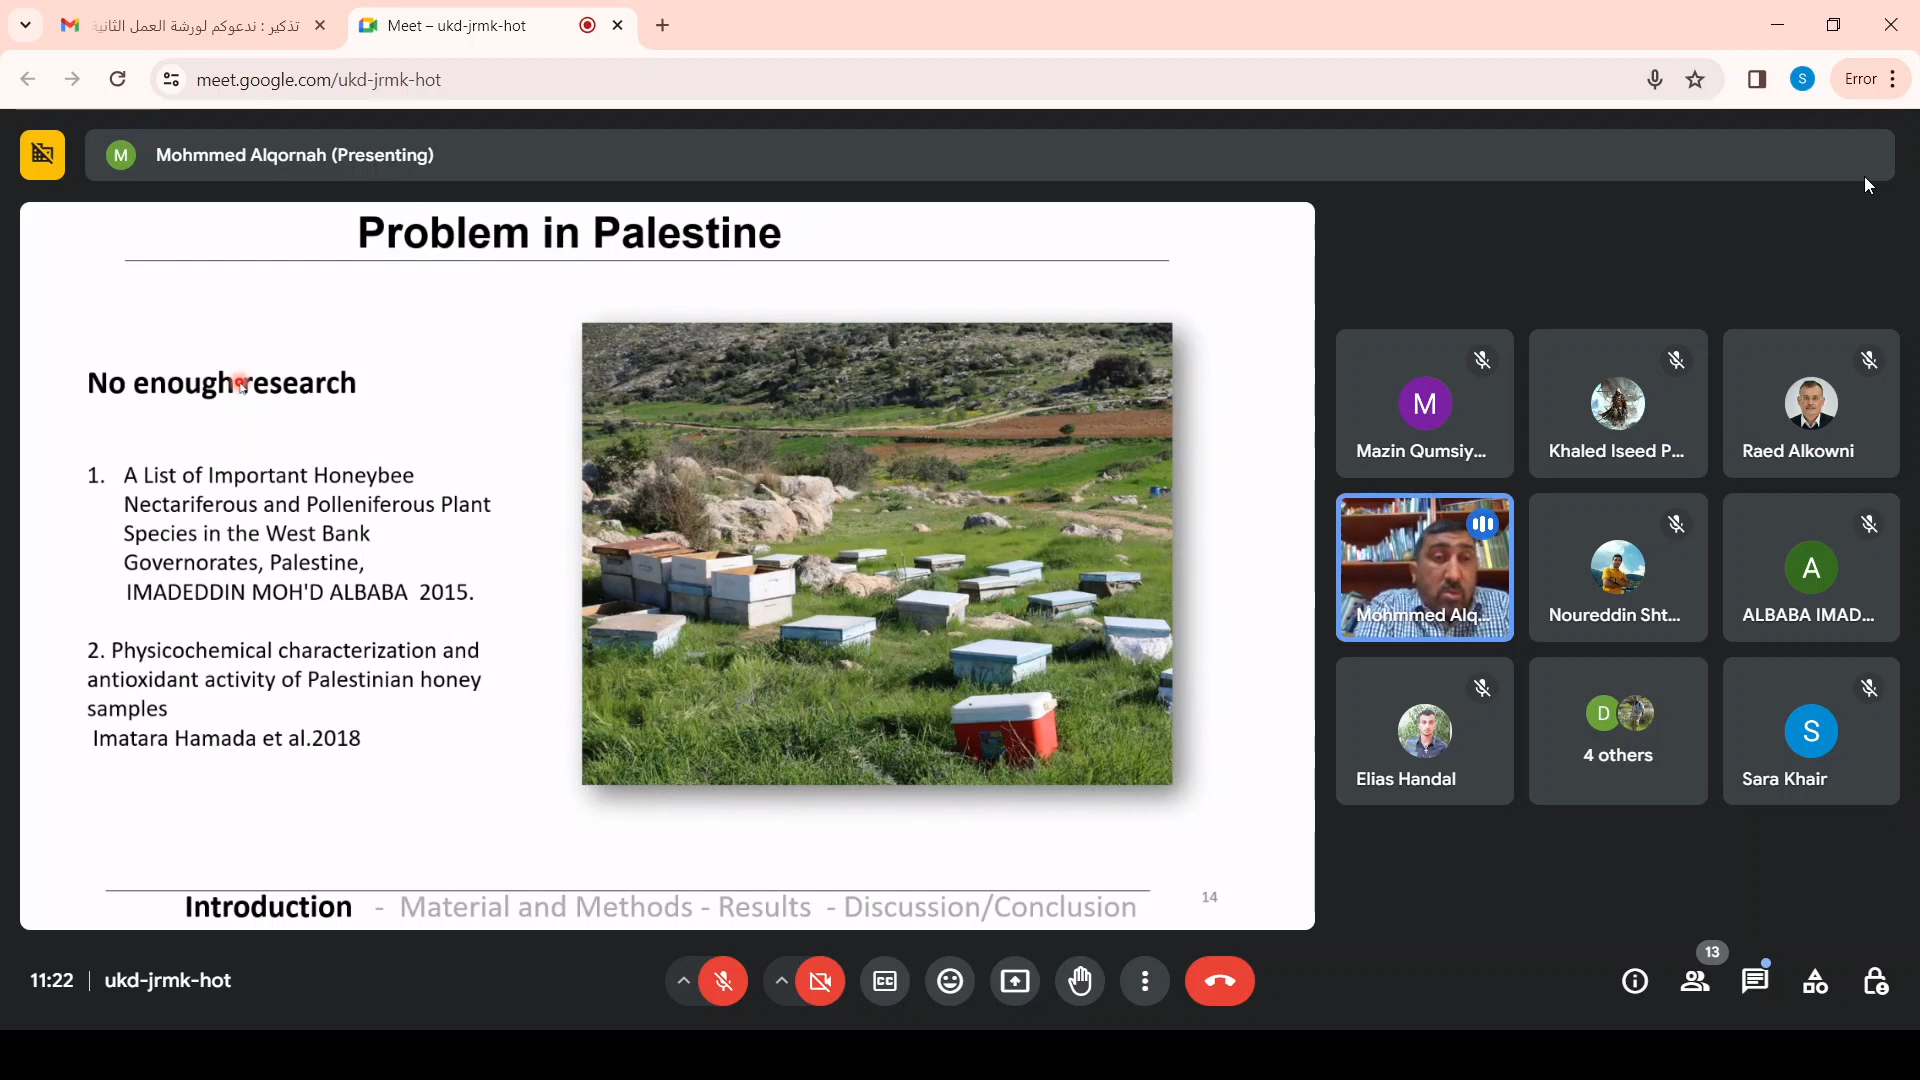 تذكير : ندعوكم لورشة العمل الثانية
Meet – ukd-jrmk-hot
meet.google.com/ukd-jrmk-hot
S
Error
M
Mohmmed Alqornah (Presenting)
Problem in Palestine
No enough research
1. A List of Important Honeybee
Nectariferous and Polleniferous Plant
Species in the West Bank
Governorates, Palestine,
IMADEDDIN MOH'D ALBABA 2015.
2. Physicochemical characterization and
antioxidant activity of Palestinian honey
samples
Imatara Hamada et al.2018
Introduction - Material and Methods - Results - Discussion/Conclusion
14
M
Mazin Qumsiy...
Khaled Iseed P...
Raed Alkowni
Mohmmed Alq...
Noureddin Sht...
A
ALBABA IMAD...
Elias Handal
D
4 others
S
Sara Khair
11:22
ukd-jrmk-hot
CC
13